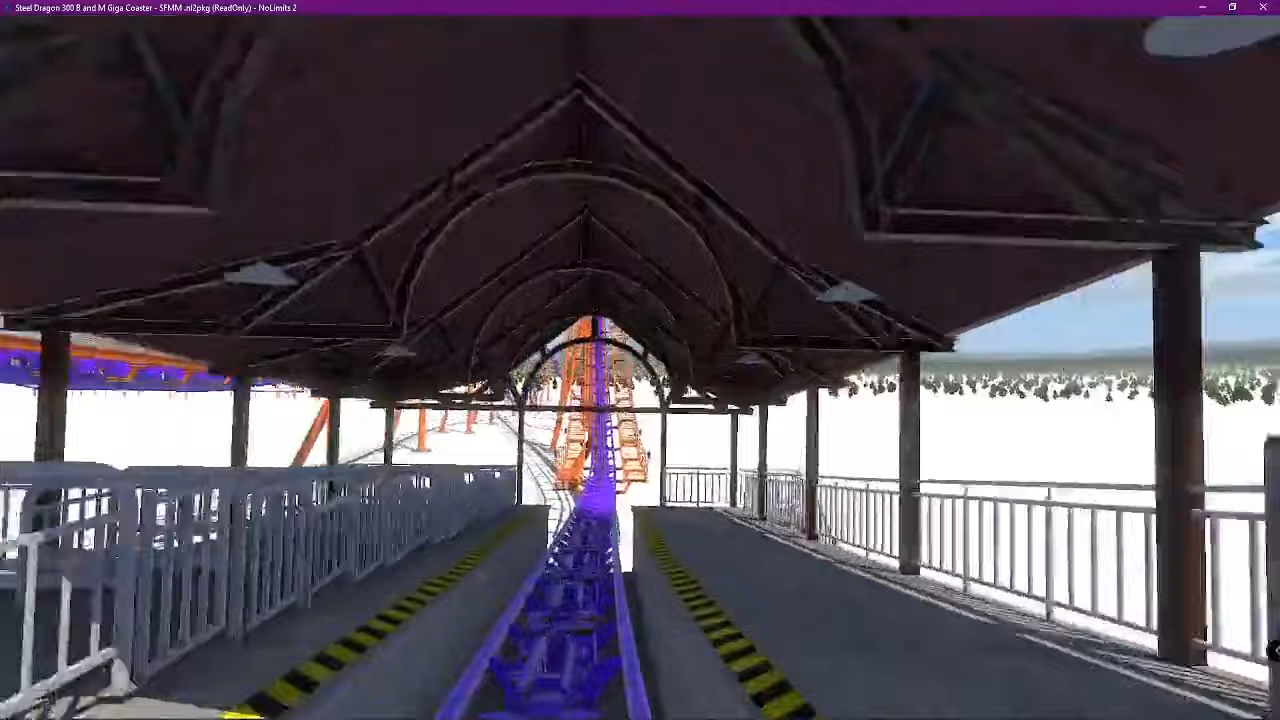 Steel Dragon 300 B and M Giga Coaster - SFMM .nl2pkg (ReadOnly) - NoLimits 2